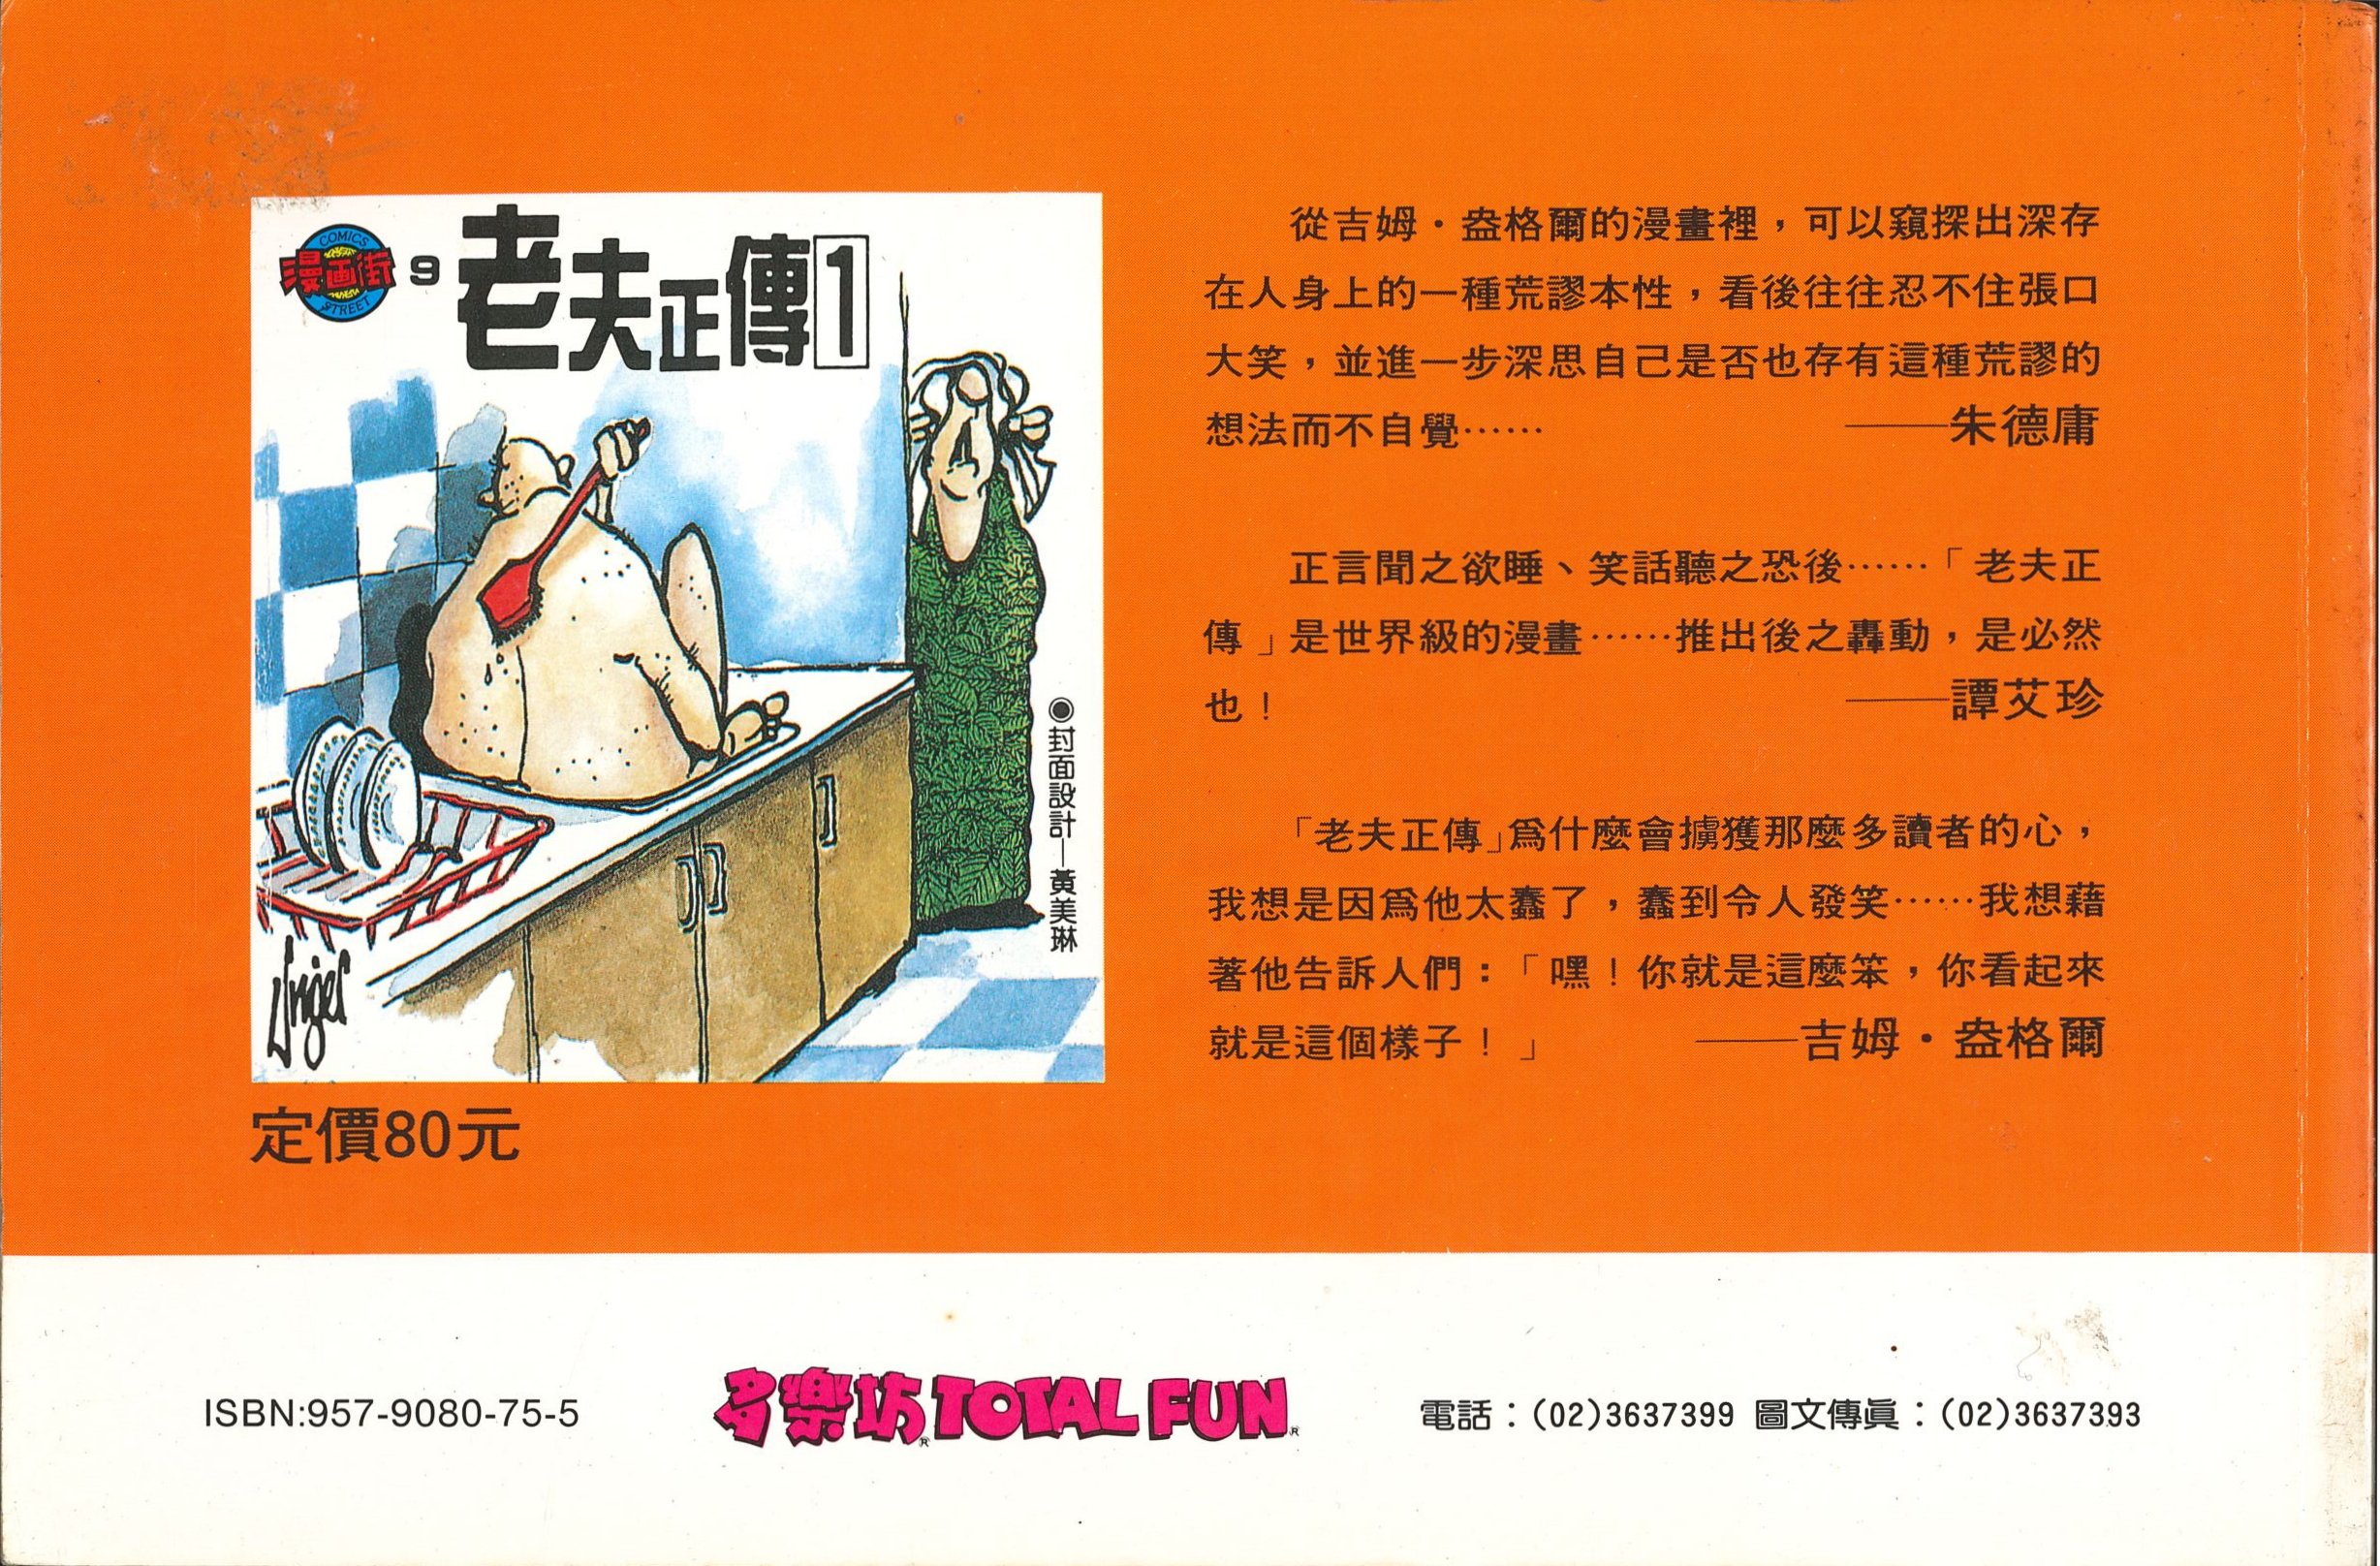 COMICS
漫画街
STREET
9
老夫正傳1
●封面設計—黃美琳
Unger
定價80元
從吉姆・盎格爾的漫畫裡，可以窺探出深存
在人身上的一種荒謬本性，看後往往忍不住張口
大笑，並進一步深思自己是否也存有這種荒謬的
想法而不自覺……　——朱德庸
正言聞之欲睡、笑話聽之恐後……「老夫正
傳」是世界級的漫畫……推出後之轟動，是必然
也！　——譚艾珍
「老夫正傳」爲什麼會擄獲那麼多讀者的心，
我想是因爲他太蠢了，蠢到令人發笑……我想藉
著他告訴人們：「嘿！你就是這麼笨，你看起來
就是這個樣子！」　——吉姆・盎格爾
ISBN:957-9080-75-5
多樂坊® TOTAL FUN®
電話：(02)3637399 圖文傳眞：(02)3637393